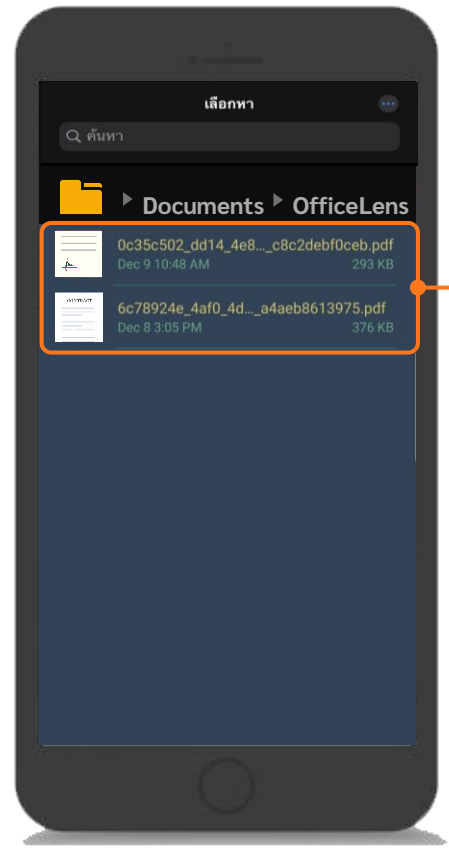 เลือกหา
ค้นหา
Documents OfficeLens
0c35c502_dd14_4e8..._c8c2debf0ceb.pdf
Dec 9 10:48 AM 293 KB
CONTRACT
6c78924e_4af0_4d..._a4aeb8613975.pdf
Dec 8 3:05 PM 376 KB